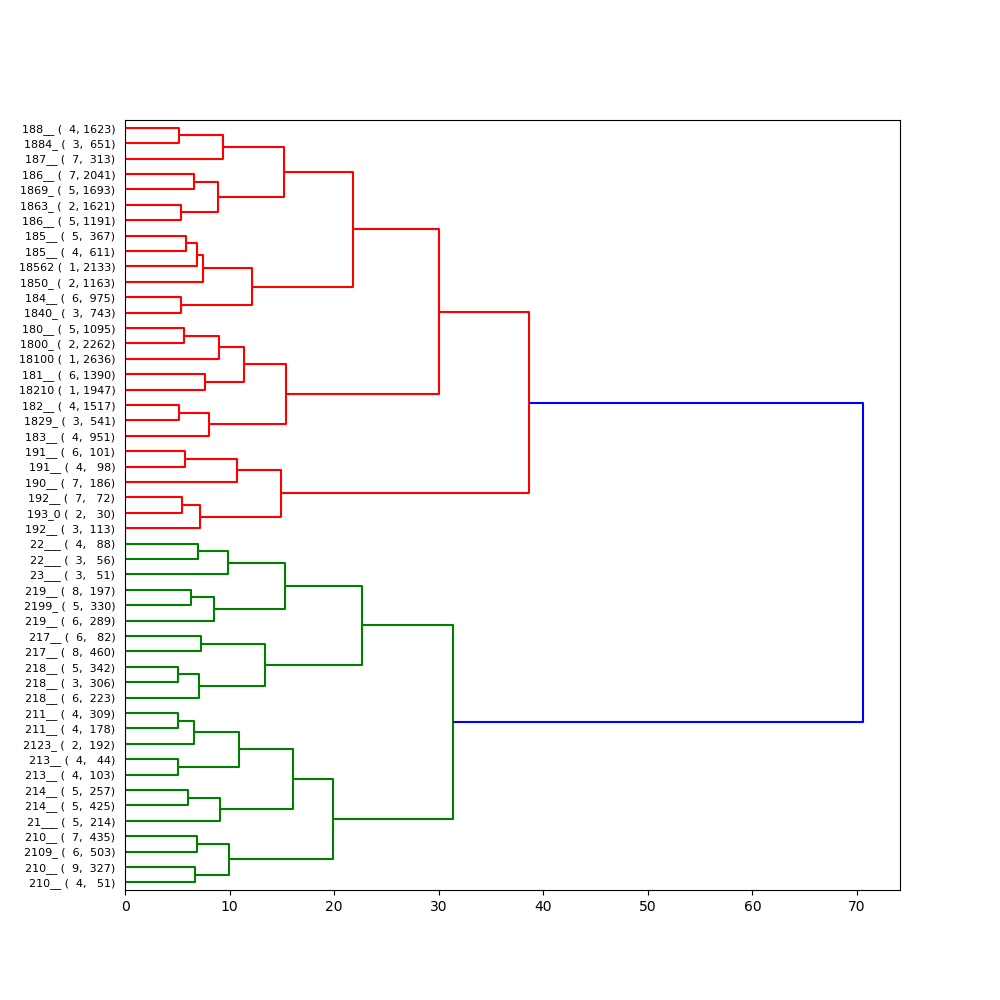 188__ (  4, 1623)
1884_ (  3,  651)
187__ (  7,  313)
186__ (  7, 2041)
1869_ (  5, 1693)
1863_ (  2, 1621)
186__ (  5, 1191)
185__ (  5,  367)
185__ (  4,  611)
18562 (  1, 2133)
1850_ (  2, 1163)
184__ (  6,  975)
1840_ (  3,  743)
180__ (  5, 1095)
1800_ (  2, 2262)
18100 (  1, 2636)
181__ (  6, 1390)
18210 (  1, 1947)
182__ (  4, 1517)
1829_ (  3,  541)
183__ (  4,  951)
191__ (  6,  101)
191__ (  4,   98)
190__ (  7,  186)
192__ (  7,   72)
193_0 (  2,   30)
192__ (  3,  113)
22___ (  4,   88)
22___ (  3,   56)
23___ (  3,   51)
219__ (  8,  197)
2199_ (  5,  330)
219__ (  6,  289)
217__ (  6,   82)
217__ (  8,  460)
218__ (  5,  342)
218__ (  3,  306)
218__ (  6,  223)
211__ (  4,  309)
211__ (  4,  178)
2123_ (  2,  192)
213__ (  4,   44)
213__ (  4,  103)
214__ (  5,  257)
214__ (  5,  425)
21___ (  5,  214)
210__ (  7,  435)
2109_ (  6,  503)
210__ (  9,  327)
210__ (  4,   51)
0 10 20 30 40 50 60 70